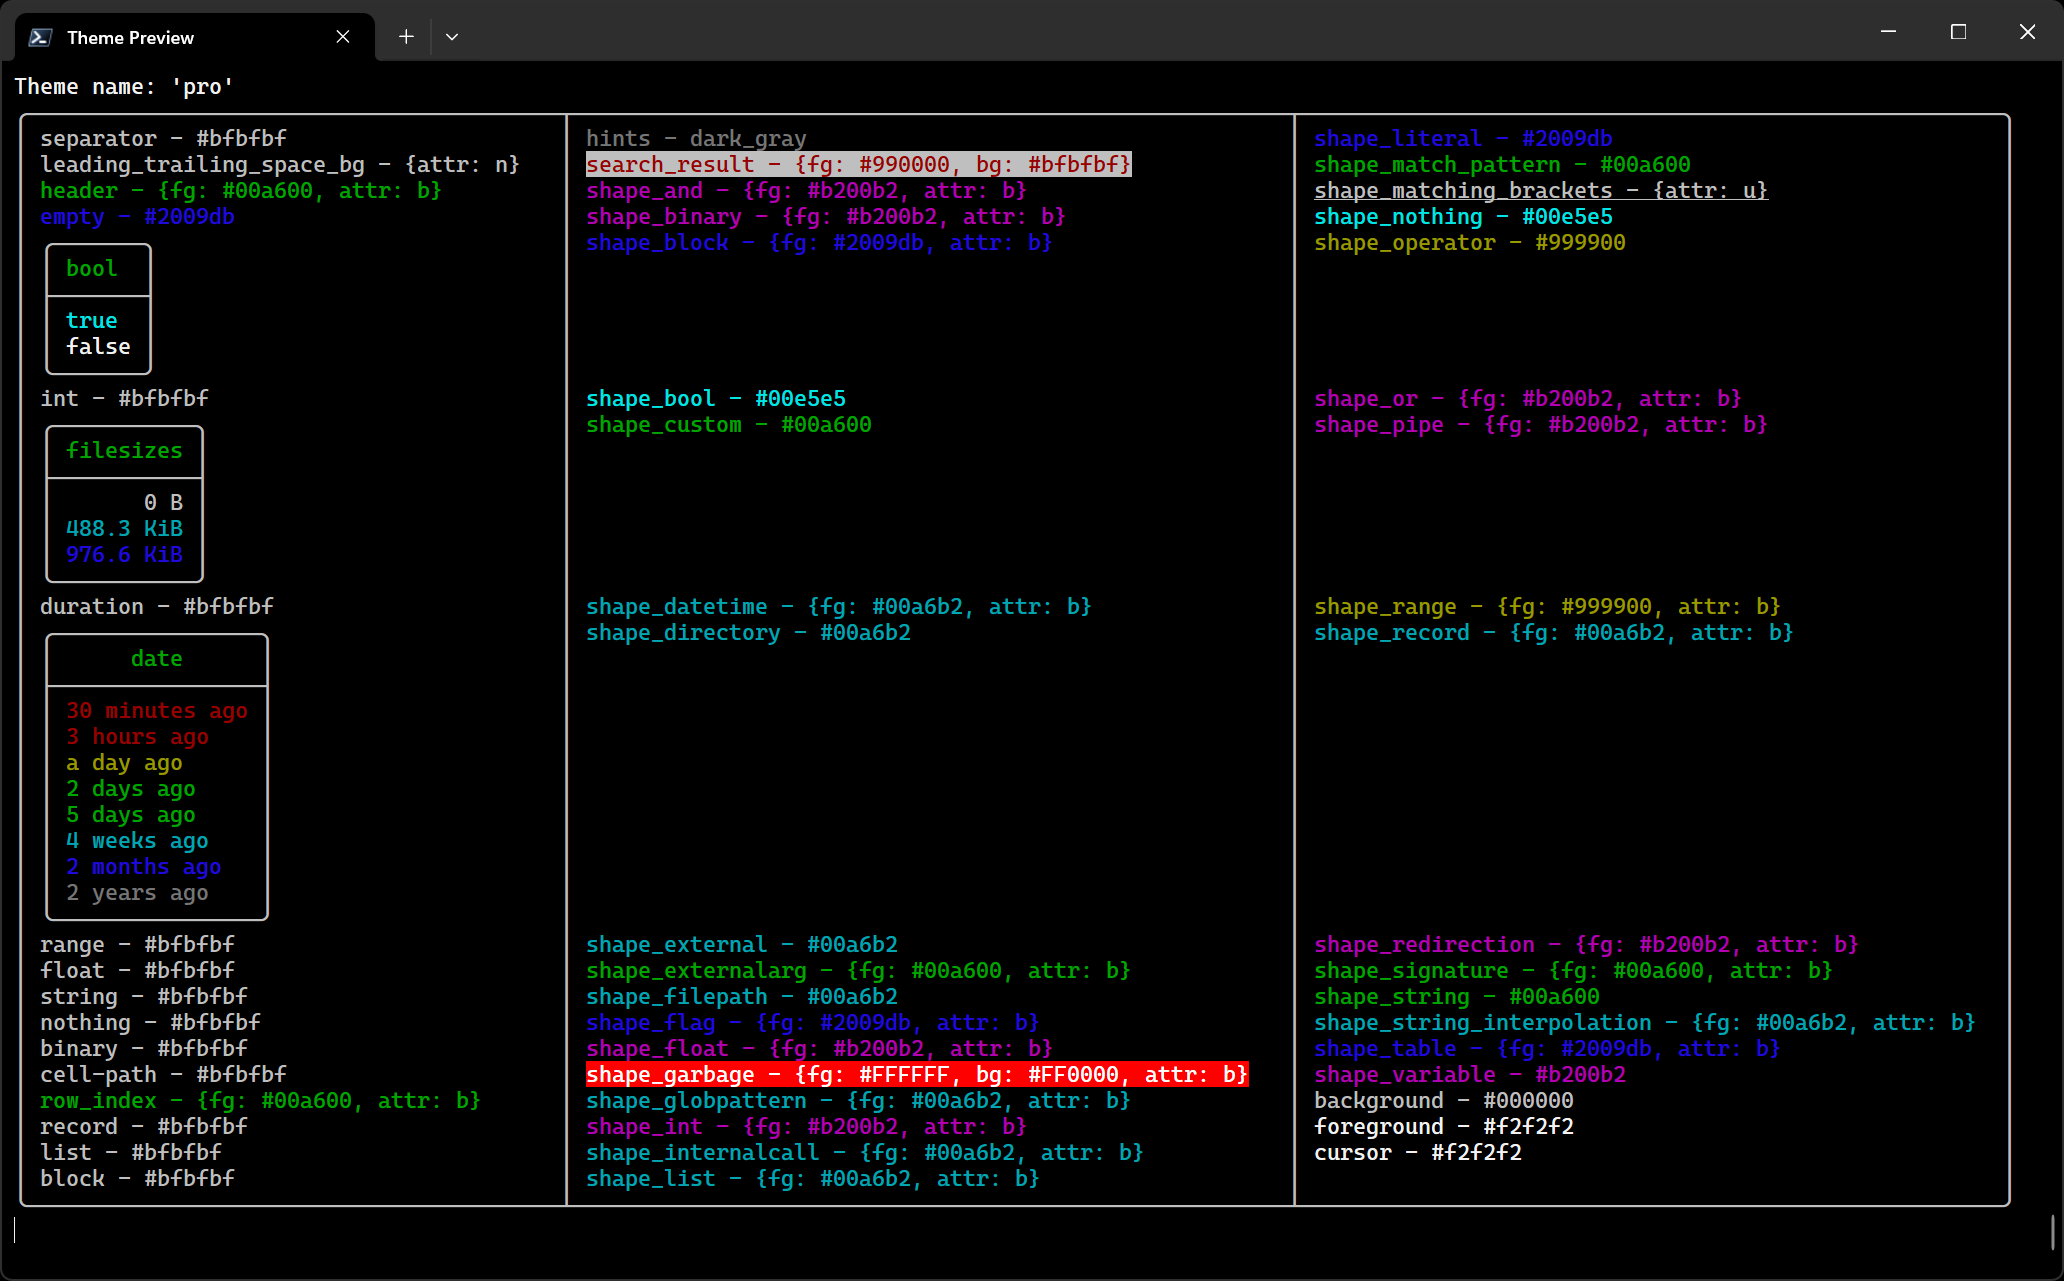 Theme Preview
Theme name: 'pro'
separator - #bfbfbf
leading_trailing_space_bg - {attr: n}
header - {fg: #00a600, attr: b}
empty - #2009db
bool
true
false
int - #bfbfbf
filesizes
0 B
488.3 KiB
976.6 KiB
duration - #bfbfbf
date
30 minutes ago
3 hours ago
a day ago
2 days ago
5 days ago
4 weeks ago
2 months ago
2 years ago
range - #bfbfbf
float - #bfbfbf
string - #bfbfbf
nothing - #bfbfbf
binary - #bfbfbf
cell-path - #bfbfbf
row_index - {fg: #00a600, attr: b}
record - #bfbfbf
list - #bfbfbf
block - #bfbfbf
hints - dark_gray
search_result - {fg: #990000, bg: #bfbfbf}
shape_and - {fg: #b200b2, attr: b}
shape_binary - {fg: #b200b2, attr: b}
shape_block - {fg: #2009db, attr: b}
shape_bool - #00e5e5
shape_custom - #00a600
shape_datetime - {fg: #00a6b2, attr: b}
shape_directory - #00a6b2
shape_external - #00a6b2
shape_externalarg - {fg: #00a600, attr: b}
shape_filepath - #00a6b2
shape_flag - {fg: #2009db, attr: b}
shape_float - {fg: #b200b2, attr: b}
shape_garbage - {fg: #FFFFFF, bg: #FF0000, attr: b}
shape_globpattern - {fg: #00a6b2, attr: b}
shape_int - {fg: #b200b2, attr: b}
shape_internalcall - {fg: #00a6b2, attr: b}
shape_list - {fg: #00a6b2, attr: b}
shape_literal - #2009db
shape_match_pattern - #00a600
shape_matching_brackets - {attr: u}
shape_nothing - #00e5e5
shape_operator - #999900
shape_or - {fg: #b200b2, attr: b}
shape_pipe - {fg: #b200b2, attr: b}
shape_range - {fg: #999900, attr: b}
shape_record - {fg: #00a6b2, attr: b}
shape_redirection - {fg: #b200b2, attr: b}
shape_signature - {fg: #00a600, attr: b}
shape_string - #00a600
shape_string_interpolation - {fg: #00a6b2, attr: b}
shape_table - {fg: #2009db, attr: b}
shape_variable - #b200b2
background - #000000
foreground - #f2f2f2
cursor - #f2f2f2